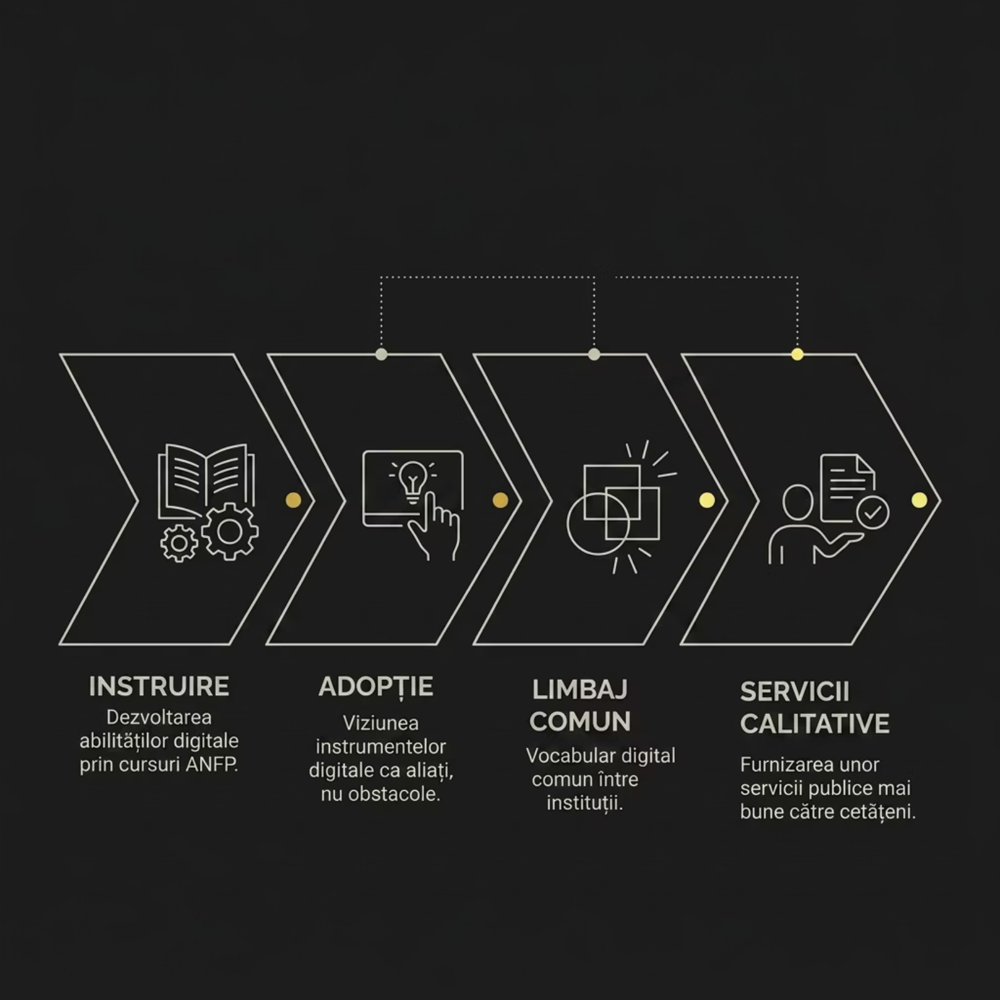 INSTRUIRE
Dezvoltarea
abilităților digitale
prin cursuri ANFP.
ADOPȚIE
Viziunea
instrumentelor
digitale ca aliați,
nu obstacole.
LIMBAJ
COMUN
Vocabular digital
comun între
instituții.
SERVICII
CALITATIVE
Furnizarea unor
servicii publice mai
bune către cetățeni.